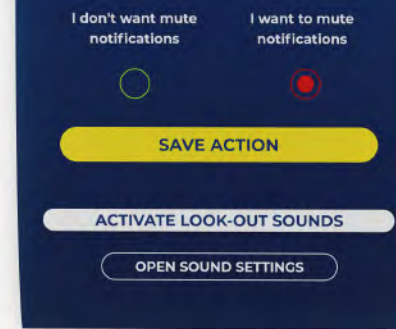 I don't want mute
notifications
I want to mute
notifications
SAVE ACTION
ACTIVATE LOOK-OUT SOUNDS
OPEN SOUND SETTINGS